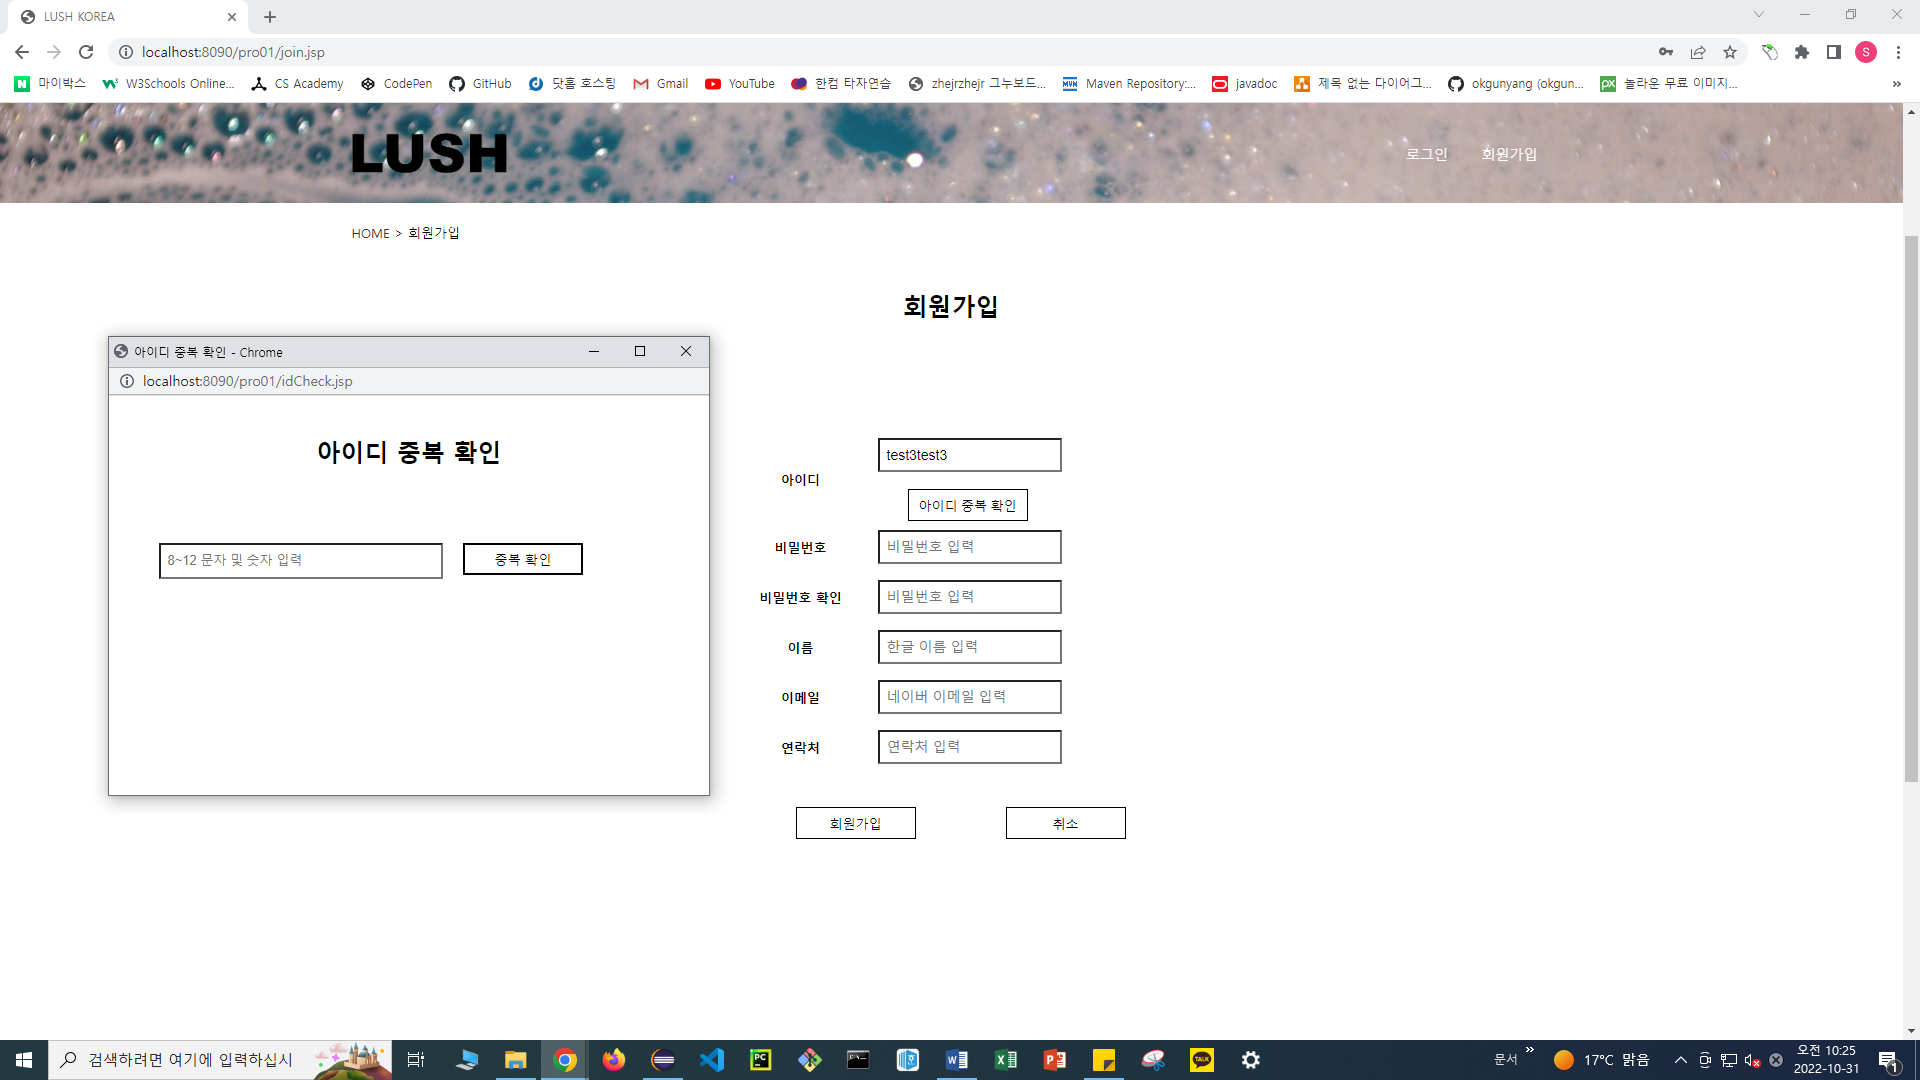 LUSH KOREA
localhost:8090/pro01/join.jsp
S
마이박스 W3Schools Online... CS Academy CodePen GitHub 닷홈 호스팅 Gmail YouTube 한컴 타자연습 zhejrzhejr 그누보드... Maven Repository:... javadoc 제목 없는 다이어그... okgunyang (okgun... 놀라운 무료 이미지... »
LUSH
로그인 회원가입
HOME > 회원가입
회원가입
아이디 중복 확인 - Chrome
localhost:8090/pro01/idCheck.jsp
아이디 중복 확인
8~12 문자 및 숫자 입력
중복 확인
아이디
test3test3
아이디 중복 확인
비밀번호
비밀번호 입력
비밀번호 확인
비밀번호 입력
이름
한글 이름 입력
이메일
네이버 이메일 입력
연락처
연락처 입력
회원가입
취소
검색하려면 여기에 입력하십시
문서 »
17°C 맑음
오전 10:25
2022-10-31
1